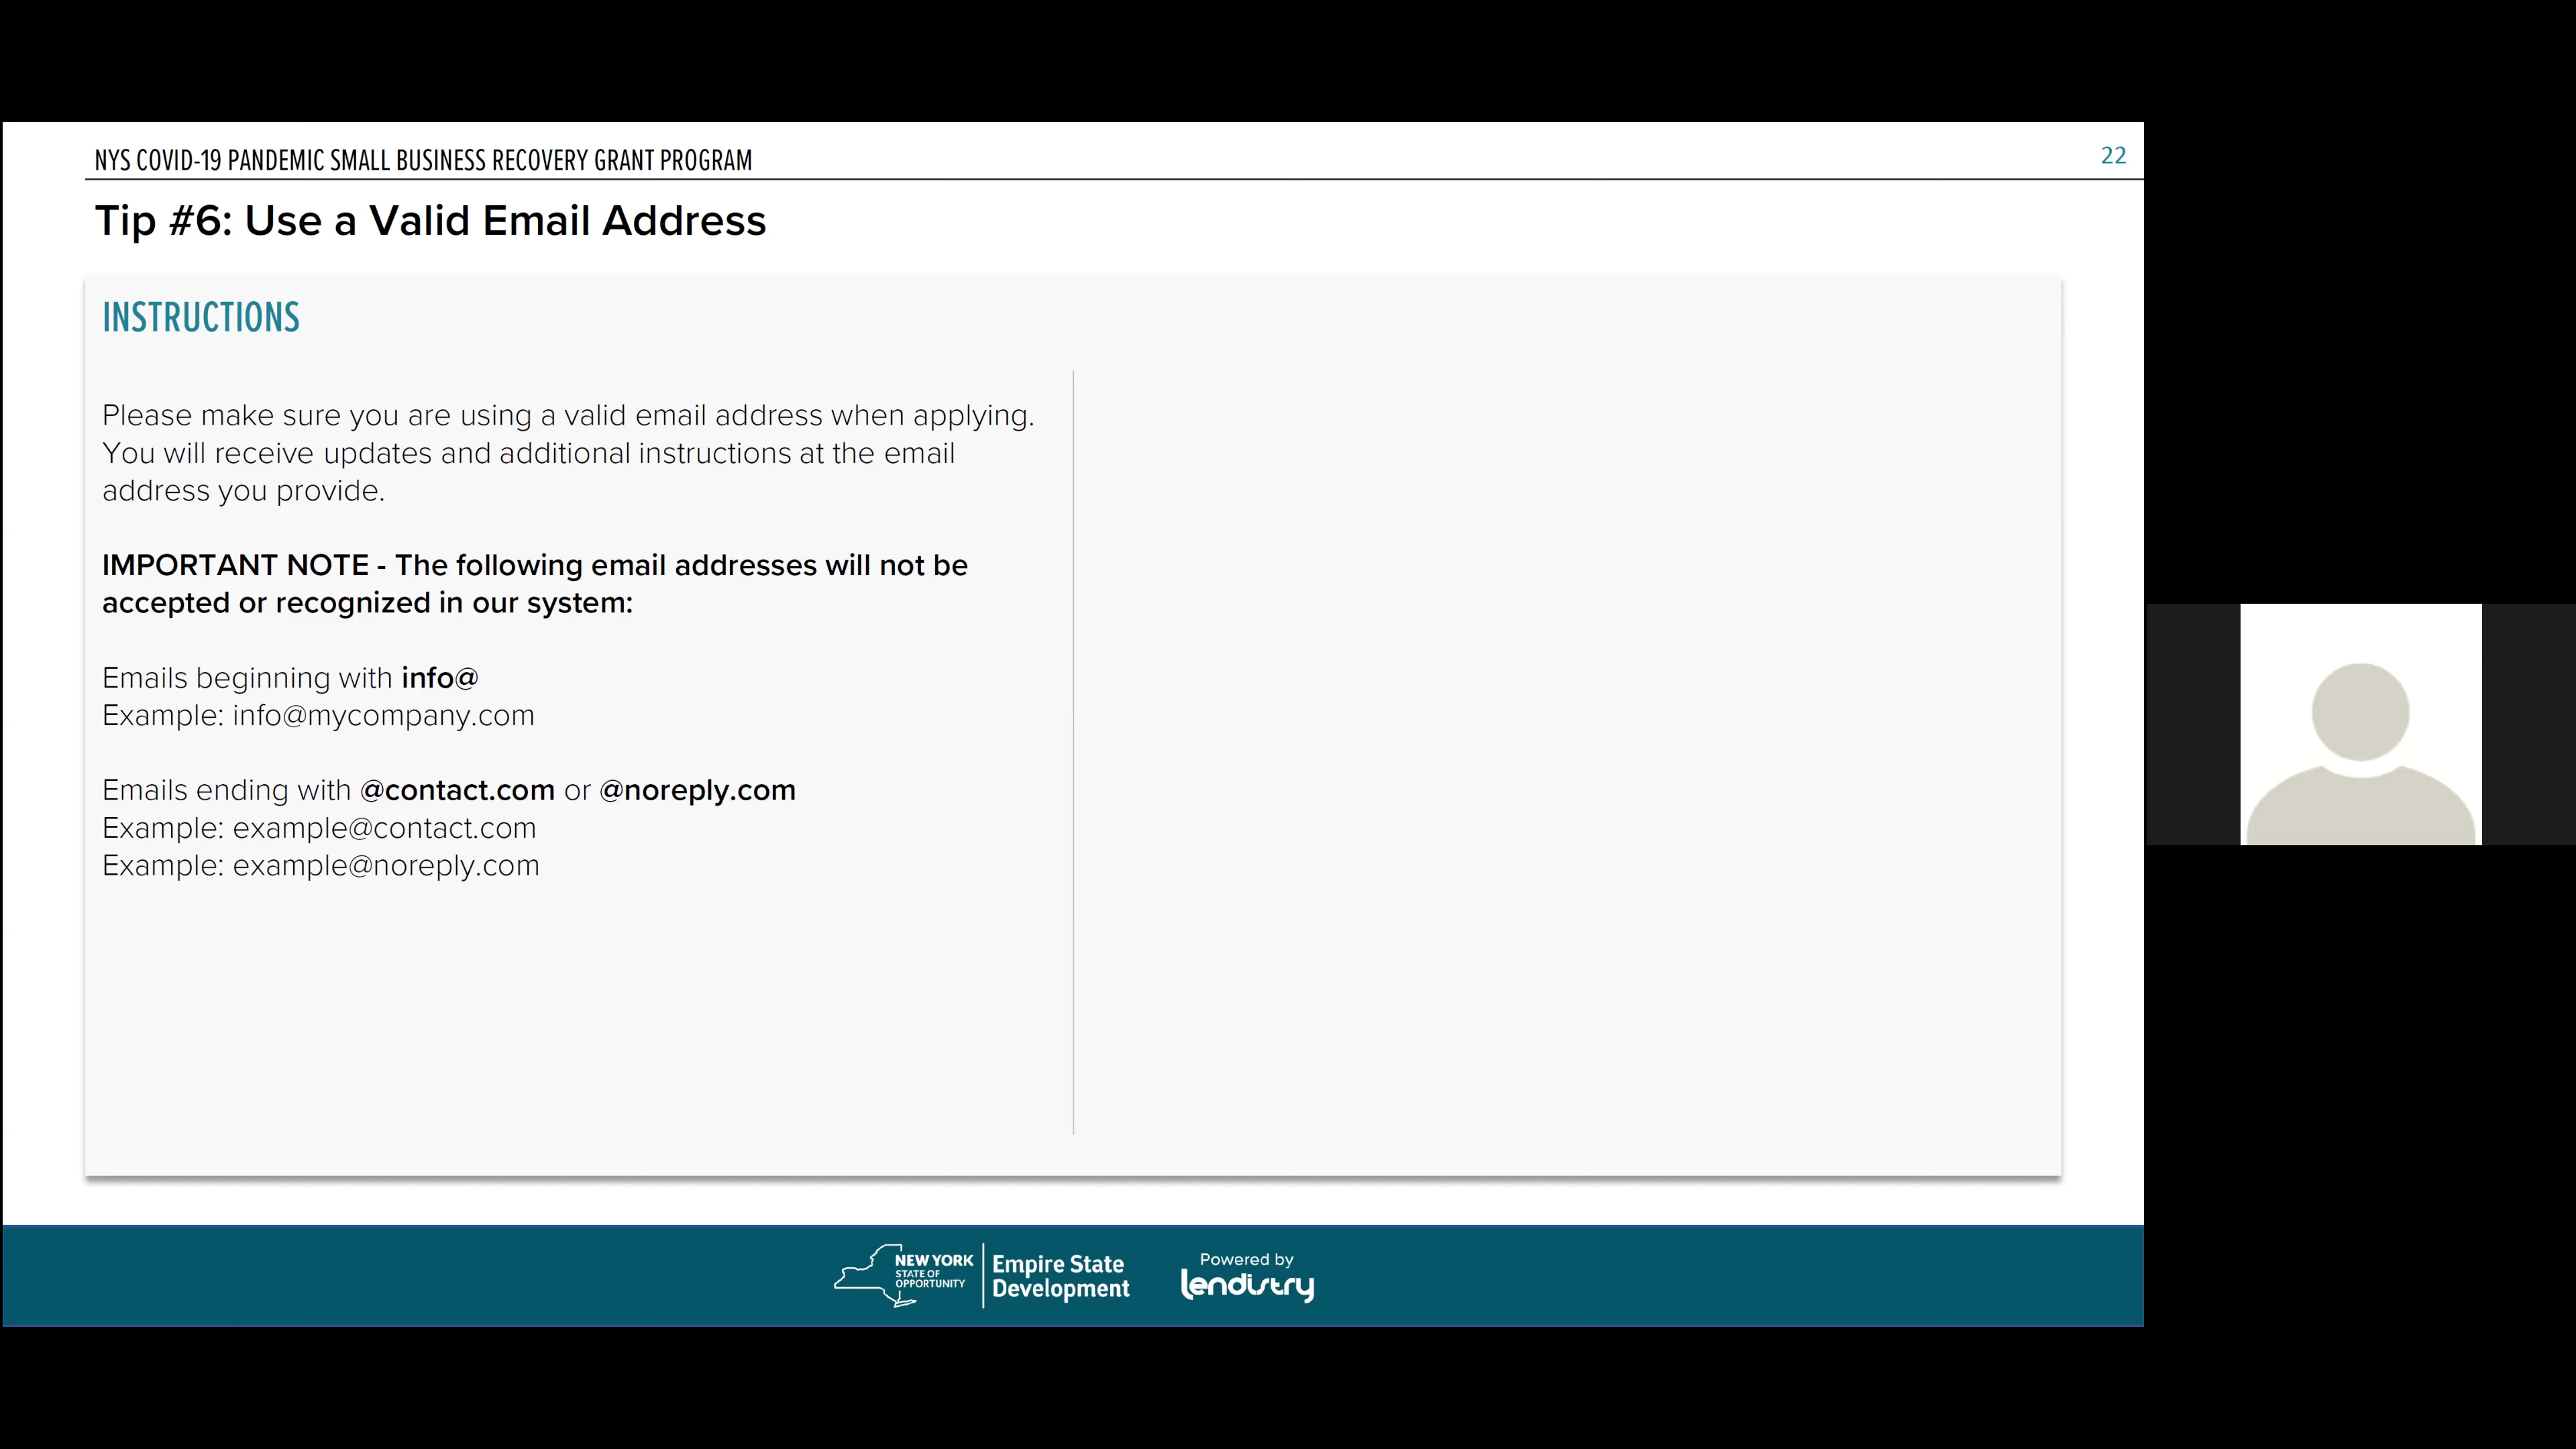 NYS COVID-19 PANDEMIC SMALL BUSINESS RECOVERY GRANT PROGRAM
22
Tip #6: Use a Valid Email Address
INSTRUCTIONS
Please make sure you are using a valid email address when applying.
You will receive updates and additional instructions at the email
address you provide.
IMPORTANT NOTE - The following email addresses will not be
accepted or recognized in our system:
Emails beginning with info@
Example: info@mycompany.com
Emails ending with @contact.com or @noreply.com
Example: example@contact.com
Example: example@noreply.com
NEW YORK
STATE OF
OPPORTUNITY
Empire State
Development
Powered by
lendistry